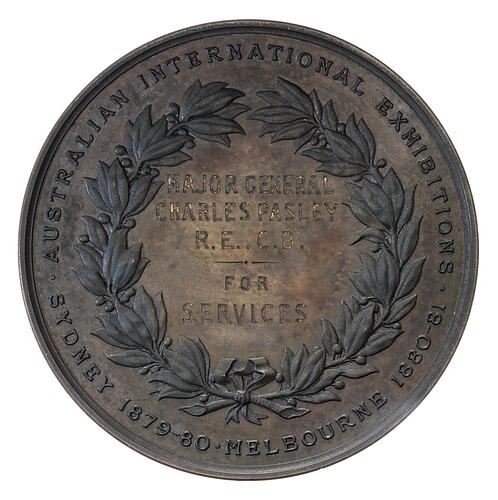 · AUSTRALIAN INTERNATIONAL EXHIBITIONS ·
SYDNEY 1879-80 · MELBOURNE 1880-81
MAJOR GENERAL
CHARLES PASLEY
R.E., C.B.
FOR
SERVICES